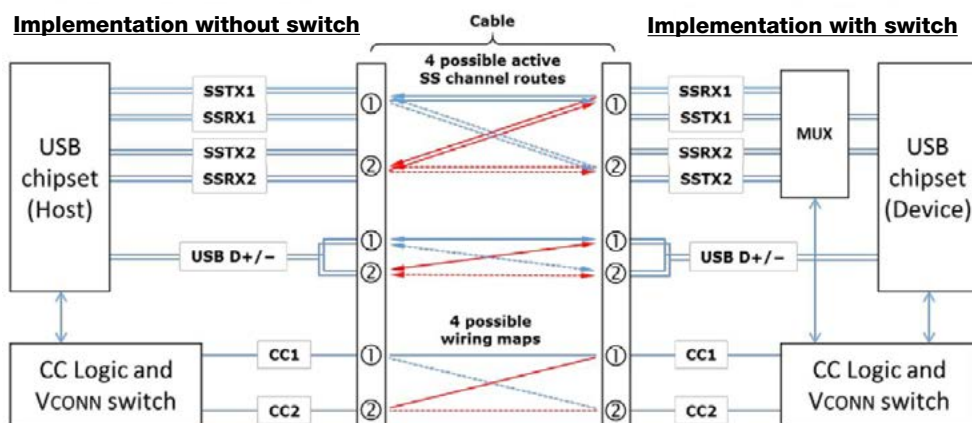 Implementation without switch
Cable
Implementation with switch
4 possible active
SS channel routes
SSTX1
SSRX1
SSTX2
SSRX2
USB
chipset
(Host)
①
②
①
②
SSRX1
SSTX1
SSRX2
SSTX2
MUX
USB
chipset
(Device)
USB D+/−
①
②
①
②
USB D+/−
4 possible
wiring maps
CC Logic and
VCONN switch
CC1
CC2
①
②
①
②
CC1
CC2
CC Logic and
VCONN switch